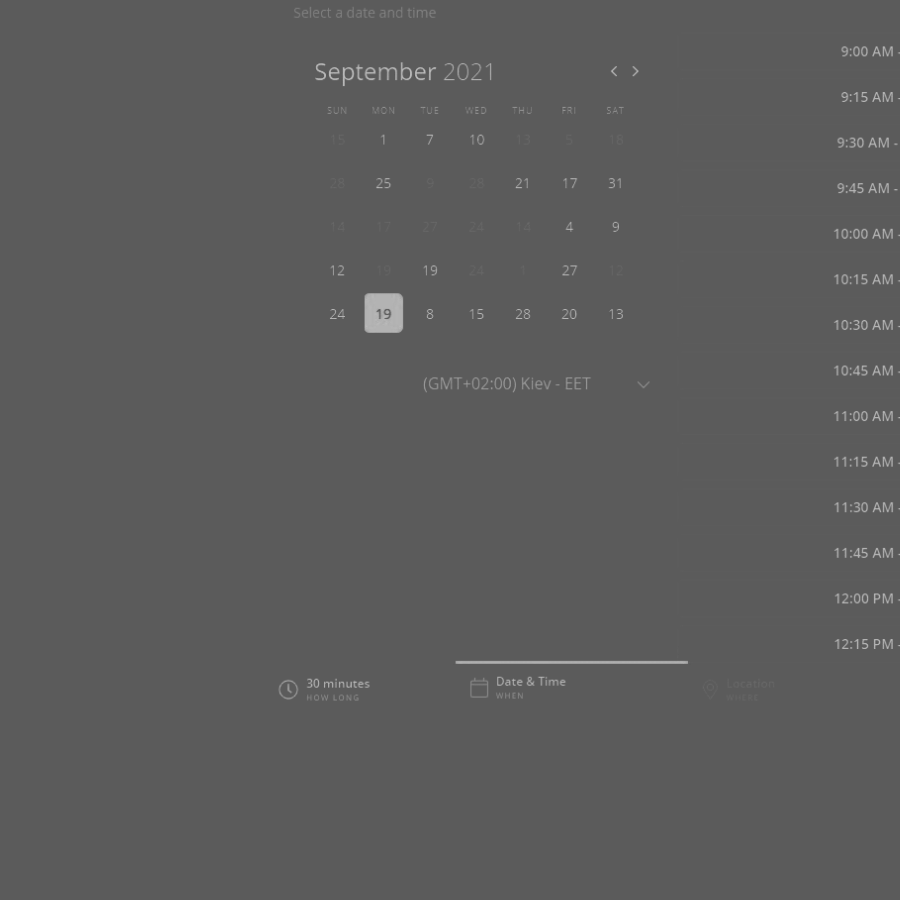 Select a date and time
September 2021
SUN MON TUE WED THU FRI SAT
15 1 7 10 13 5 18
28 25 9 28 21 17 31
14 17 27 24 14 4 9
12 19 19 24 1 27 12
24 19 8 15 28 20 13
(GMT+02:00) Kiev - EET
9:00 AM -
9:15 AM -
9:30 AM -
9:45 AM -
10:00 AM -
10:15 AM -
10:30 AM -
10:45 AM -
11:00 AM -
11:15 AM -
11:30 AM -
11:45 AM -
12:00 PM -
12:15 PM -
30 minutes
HOW LONG
Date & Time
WHEN
Location
WHERE